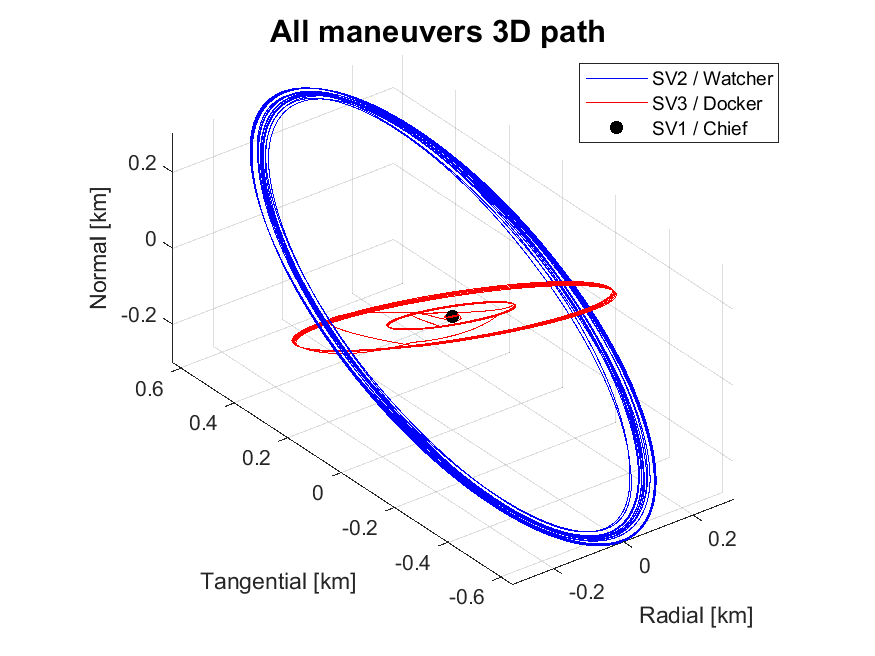 All maneuvers 3D path
SV2 / Watcher
SV3 / Docker
SV1 / Chief
Normal [km]
0.2
0
-0.2
0.6
0.4
0.2
0
-0.2
-0.4
-0.6
Tangential [km]
-0.2
0
0.2
Radial [km]